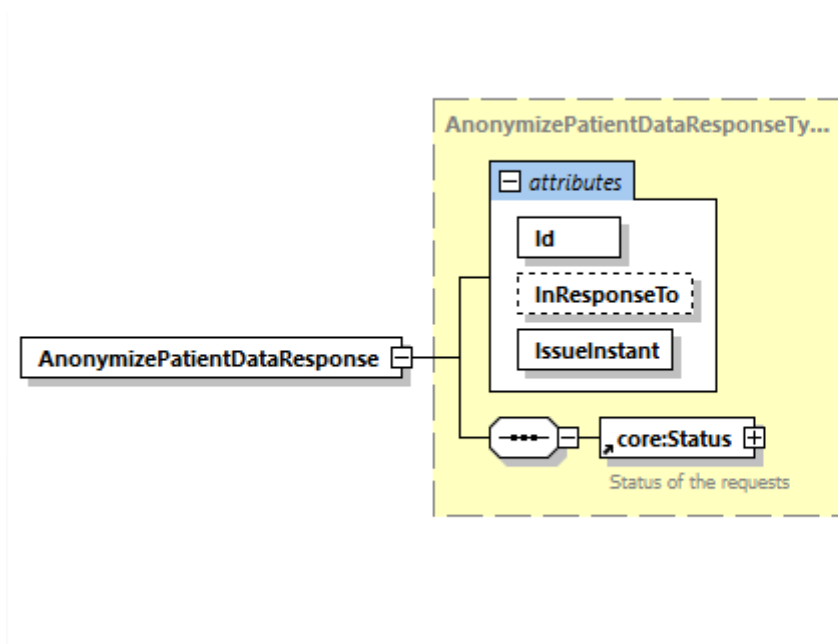 AnonymizePatientDataResponseTy...
attributes
Id
InResponseTo
IssueInstant
AnonymizePatientDataResponse
core:Status
Status of the requests